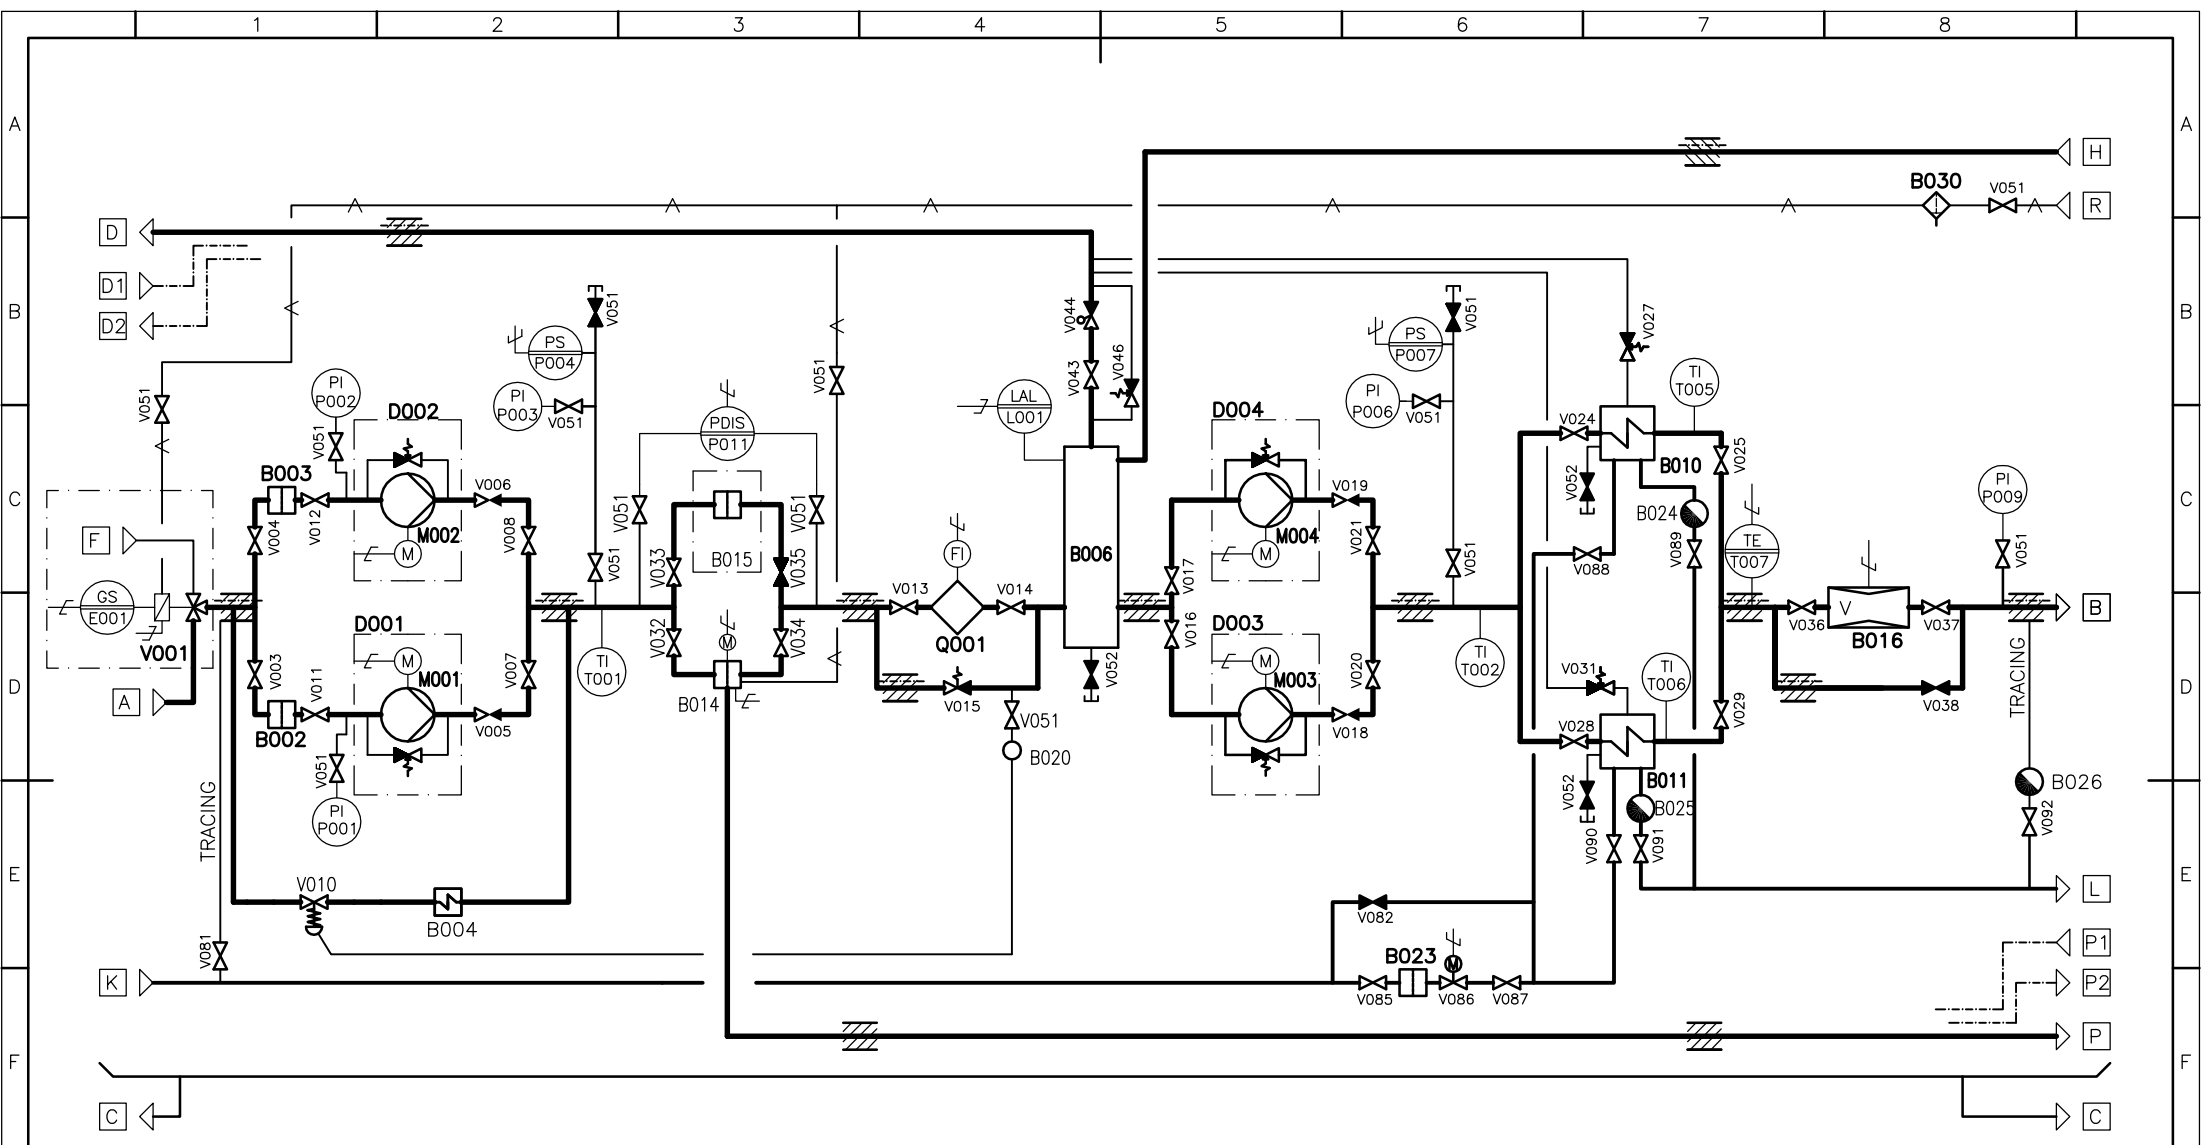 1 2 3 4 5 6 7 8
A A
H
B030 V051 R
D
D1
B B
D2
V051
V044
V051
V027
PS P004
PS P007
V043
V046
V051
TI T005
V051
PI P002
PI P003
V051
LAL L001
PI P006
V051
D002
PDIS P011
D004
V024
V051
B003
V006
B010
V025
C C
V004
V012
M002
M
V008
V051
V051
V051
V019
M004
M
V021
V052
B024
PI P009
F
B015
FI
B006
V089
TE T007
V051
V033
V035
V017
V051
V088
GS E001
V013
V014
V
B
V001
D001
V032
M
V034
Q001
V016
D003
V036
B016
V037
V003
V011
M
M001
V007
TI T001
V052
M
M003
V020
TI T002
V031
TI T006
D D
A
B014
V015
V051
V029
V038
TRACING
B002
V005
V018
V028
B020
V051
B011
V052
B025
B026
PI P001
TRACING
V090
V091
V092
E E
V010
B004
V082
L
V081
B023
M
P1
K
V085
V086
V087
P2
P
F F
C C